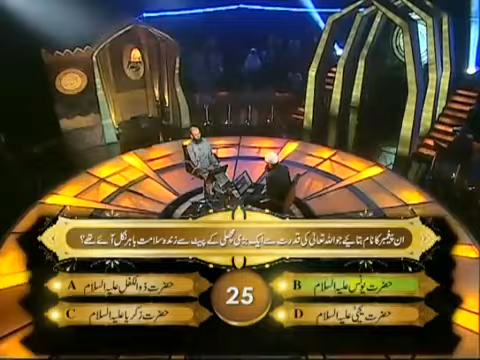 ان پیغمبر کا نام بتائیے جو اللہ تعالیٰ کی قدرت سے ایک بڑی مچھلی کے پیٹ سے زندہ سلامت باہر نکل آئے تھے؟
A حضرت ذوالکفل علیہ السلام
B حضرت یونس علیہ السلام
25
C حضرت زکریا علیہ السلام
D حضرت یحییٰ علیہ السلام